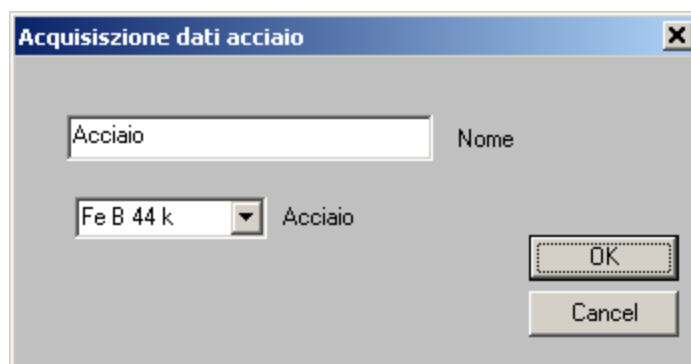 Acquisiszione dati acciaio
Acciaio
Nome
Fe B 44 k
Acciaio
OK
Cancel